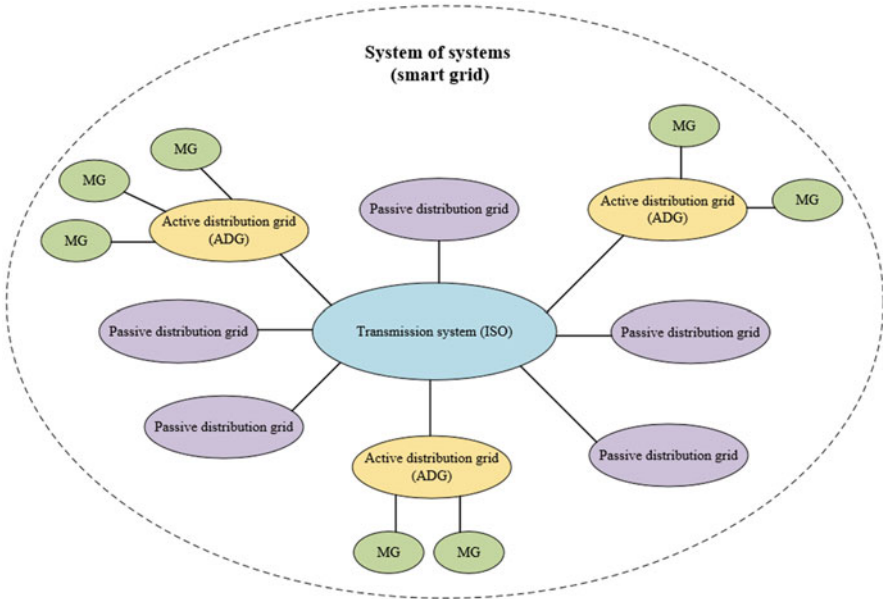 System of systems
(smart grid)
MG
MG
MG
Active distribution grid
(ADG)
Passive distribution grid
MG
Active distribution grid
(ADG)
MG
Passive distribution grid
Transmission system (ISO)
Passive distribution grid
Passive distribution grid
Active distribution grid
(ADG)
Passive distribution grid
MG
MG